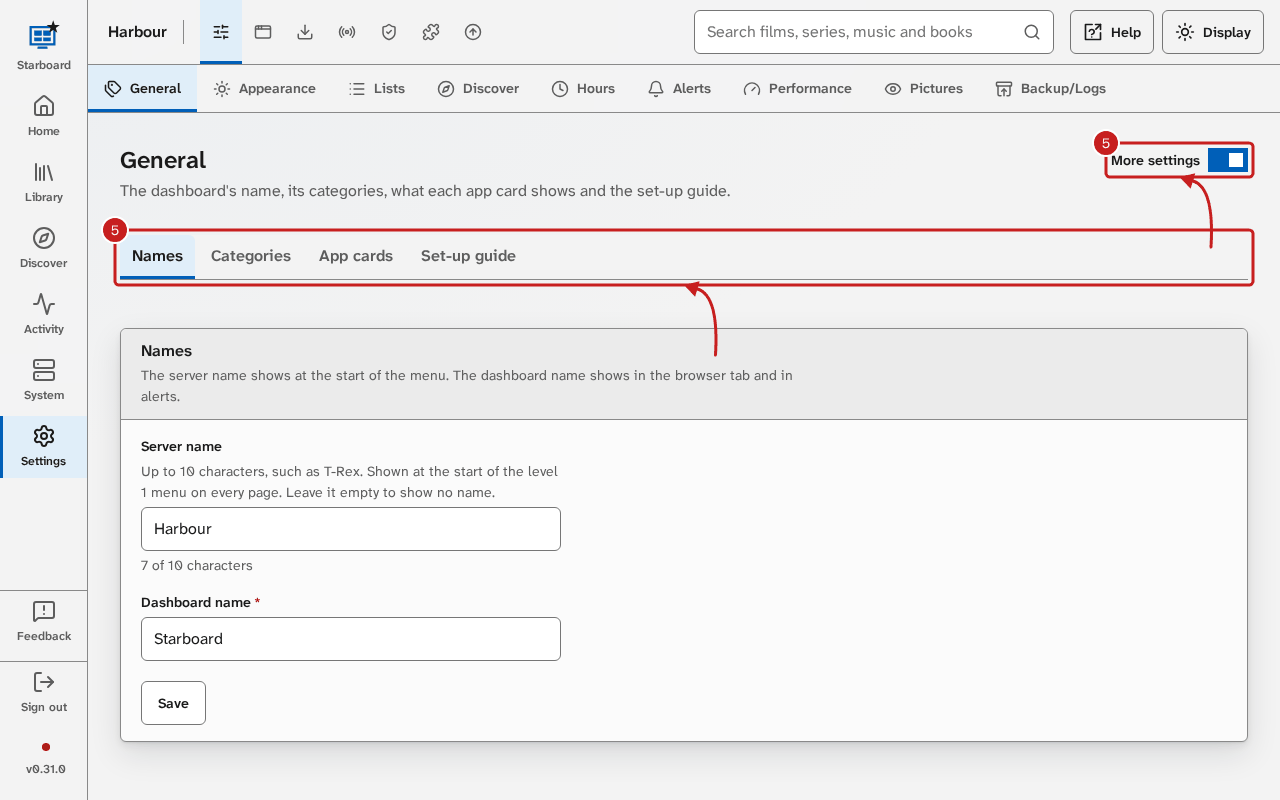 Starboard
Home
Library
Discover
Activity
System
Settings
Feedback
Sign out
v0.31.0
Harbour
Search films, series, music and books
Help
Display
General
Appearance
Lists
Discover
Hours
Alerts
Performance
Pictures
Backup/Logs
General
The dashboard's name, its categories, what each app card shows and the set-up guide.
5
More settings
5
Names
Categories
App cards
Set-up guide
Names
The server name shows at the start of the menu. The dashboard name shows in the browser tab and in
alerts.
Server name
Up to 10 characters, such as T-Rex. Shown at the start of the level
1 menu on every page. Leave it empty to show no name.
Harbour
7 of 10 characters
Dashboard name *
Starboard
Save